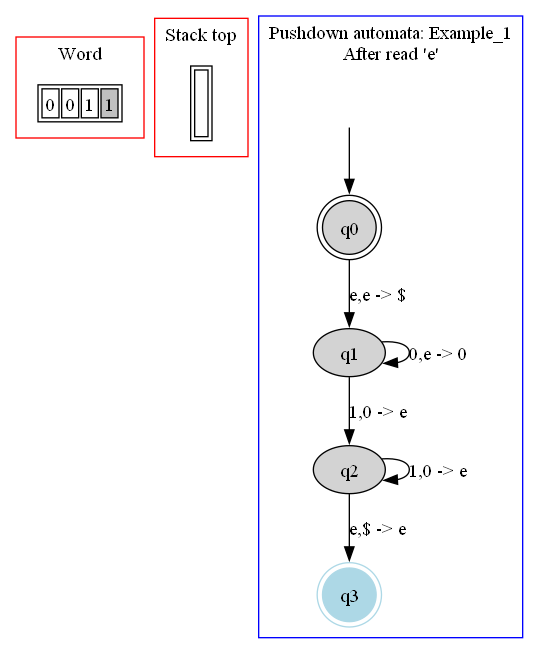 Word
0 0 1 1
Stack top
Pushdown automata: Example_1
After read 'e'
q0
e,e -> $
q1
0,e -> 0
1,0 -> e
q2
1,0 -> e
e,$ -> e
q3